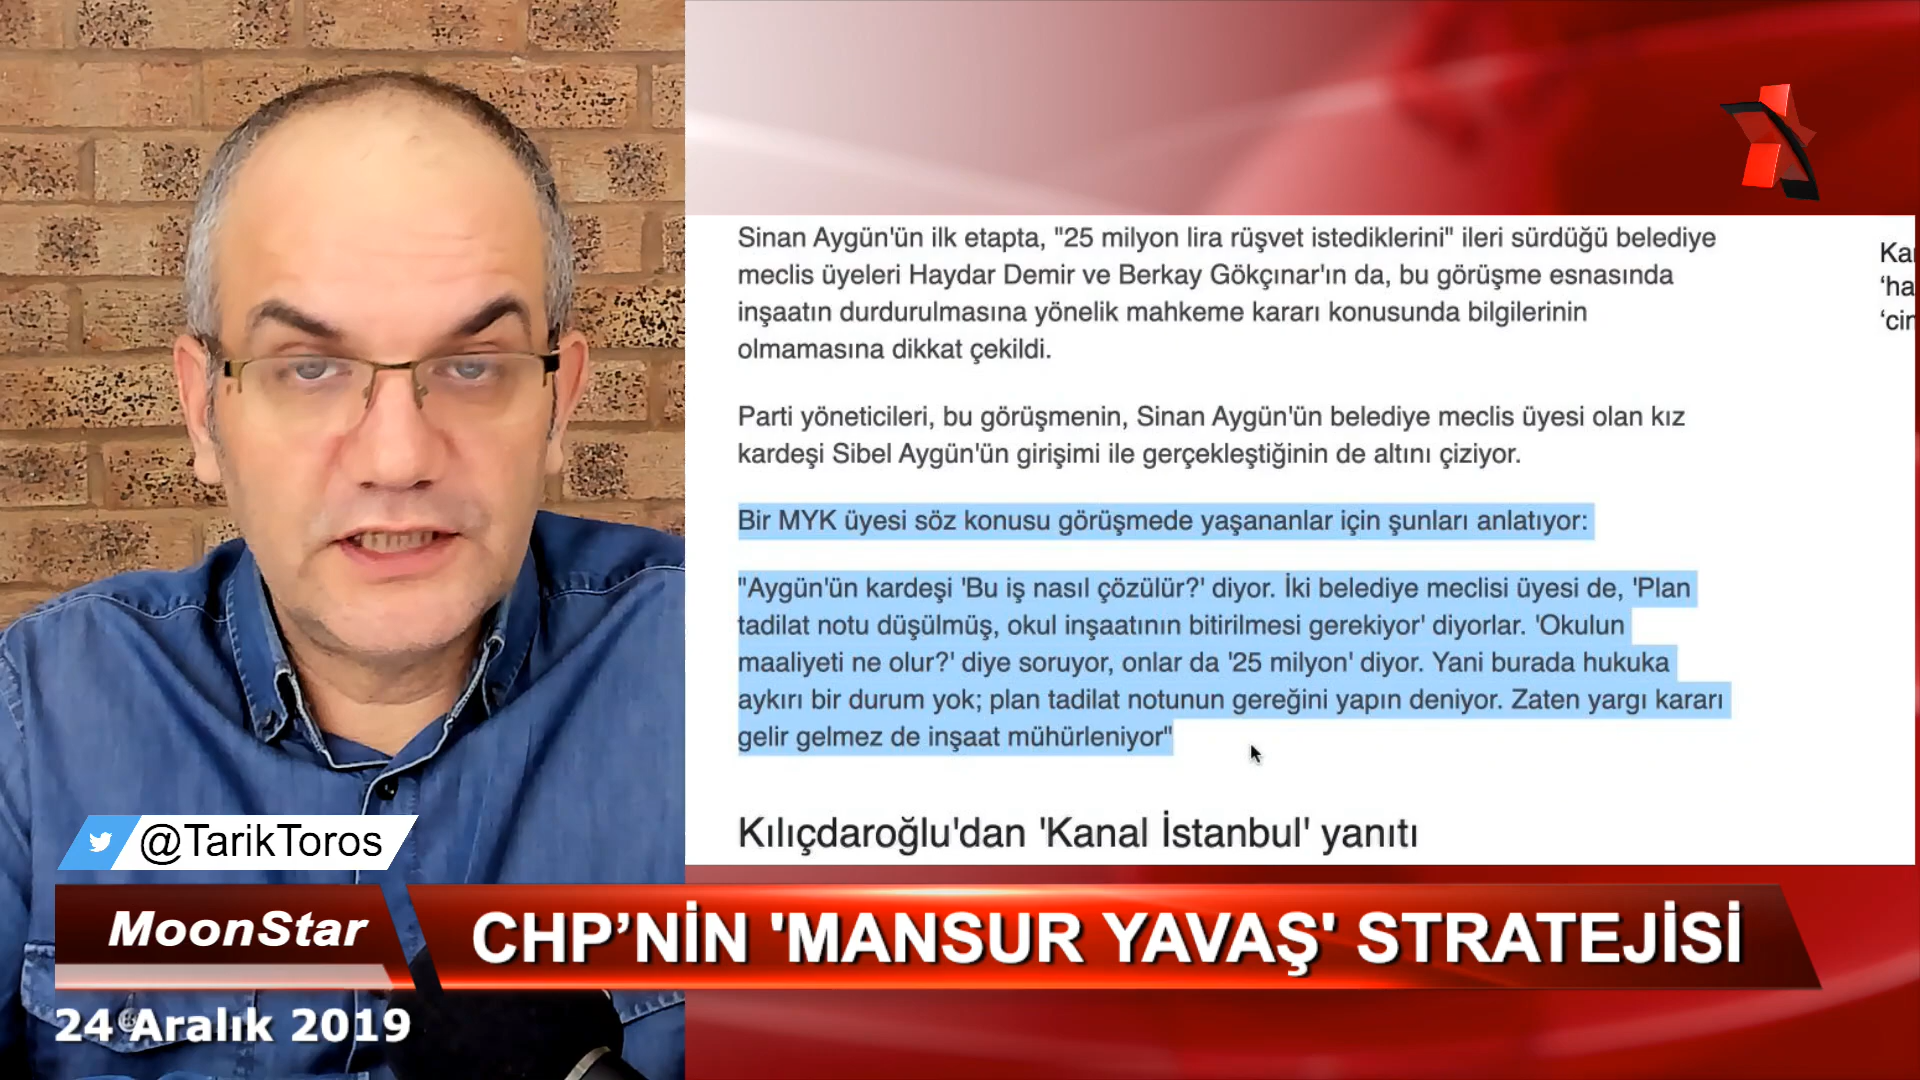 Sinan Aygün'ün ilk etapta, "25 milyon lira rüşvet istediklerini" ileri sürdüğü belediye
meclis üyeleri Haydar Demir ve Berkay Gökçınar'ın da, bu görüşme esnasında
inşaatın durdurulmasına yönelik mahkeme kararı konusunda bilgilerinin
olmamasına dikkat çekildi.
Parti yöneticileri, bu görüşmenin, Sinan Aygün'ün belediye meclis üyesi olan kız
kardeşi Sibel Aygün'ün girişimi ile gerçekleştiğinin de altını çiziyor.
Bir MYK üyesi söz konusu görüşmede yaşananlar için şunları anlatıyor:
"Aygün'ün kardeşi 'Bu iş nasıl çözülür?' diyor. İki belediye meclisi üyesi de, 'Plan
tadilat notu düşülmüş, okul inşaatının bitirilmesi gerekiyor' diyorlar. 'Okulun
maaliyeti ne olur?' diye soruyor, onlar da '25 milyon' diyor. Yani burada hukuka
aykırı bir durum yok; plan tadilat notunun gereğini yapın deniyor. Zaten yargı kararı
gelir gelmez de inşaat mühürleniyor"
Kılıçdaroğlu'dan 'Kanal İstanbul' yanıtı
@TarikToros
MoonStar
CHP’NİN 'MANSUR YAVAŞ' STRATEJİSİ
24 Aralık 2019